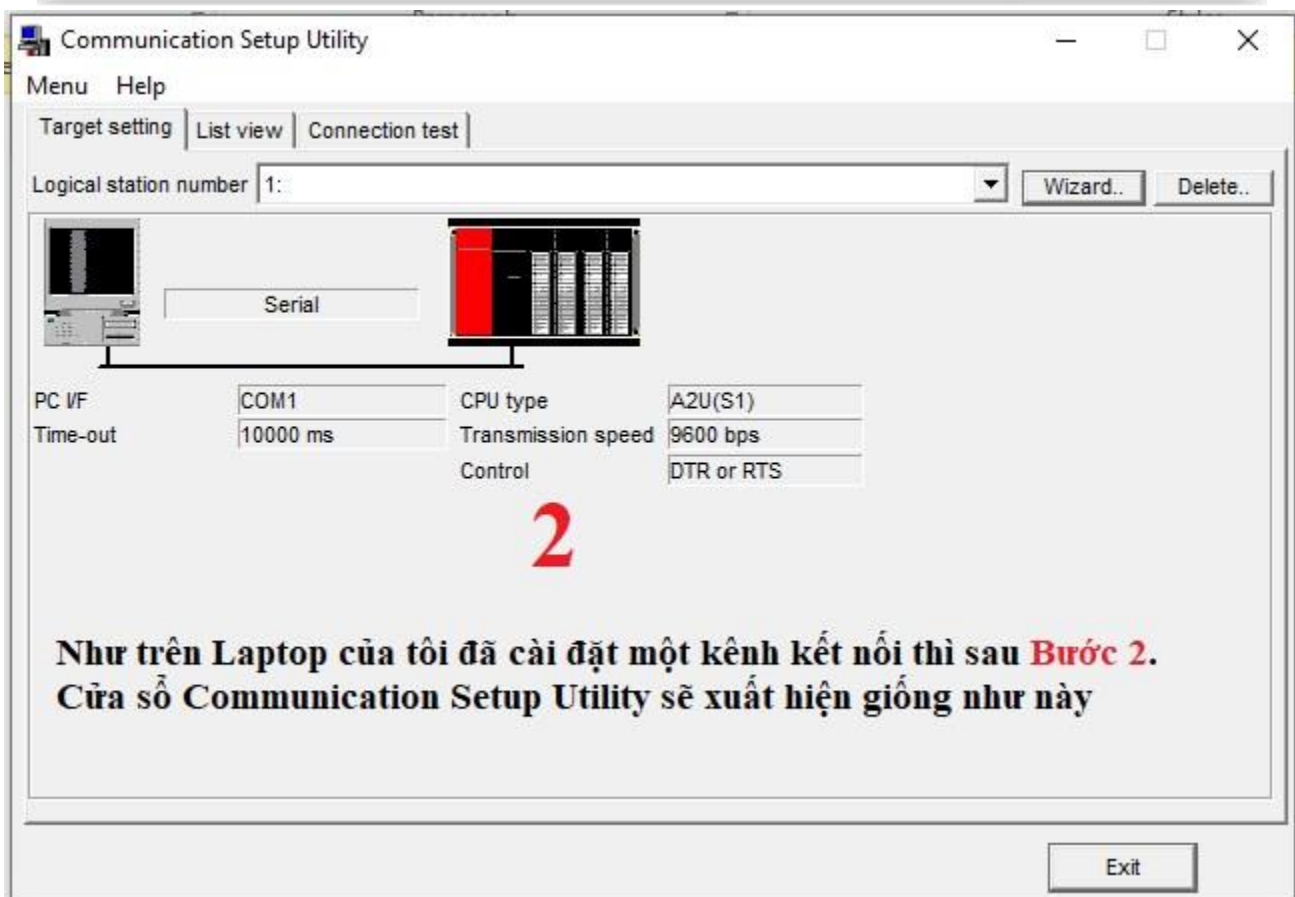 Communication Setup Utility
Menu Help
Target setting List view Connection test
Logical station number 1: Wizard.. Delete..
Serial
PC I/F COM1 CPU type A2U(S1)
Time-out 10000 ms Transmission speed 9600 bps
Control DTR or RTS
2
Như trên Laptop của tôi đã cài đặt một kênh kết nối thì sau Bước 2.
Cửa sổ Communication Setup Utility sẽ xuất hiện giống như này
Exit